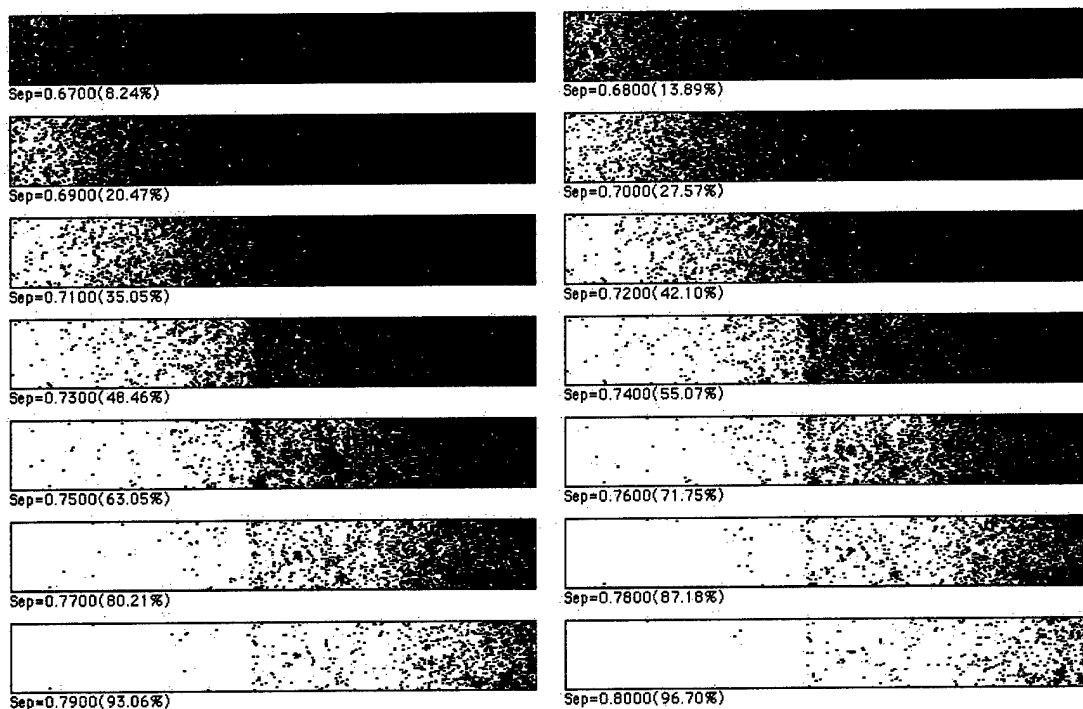 Sep=0.6700(8.24%)
Sep=0.6800(13.89%)
Sep=0.6900(20.47%)
Sep=0.7000(27.57%)
Sep=0.7100(35.05%)
Sep=0.7200(42.10%)
Sep=0.7300(48.46%)
Sep=0.7400(55.07%)
Sep=0.7500(63.05%)
Sep=0.7600(71.75%)
Sep=0.7700(80.21%)
Sep=0.7800(87.18%)
Sep=0.7900(93.06%)
Sep=0.8000(96.70%)